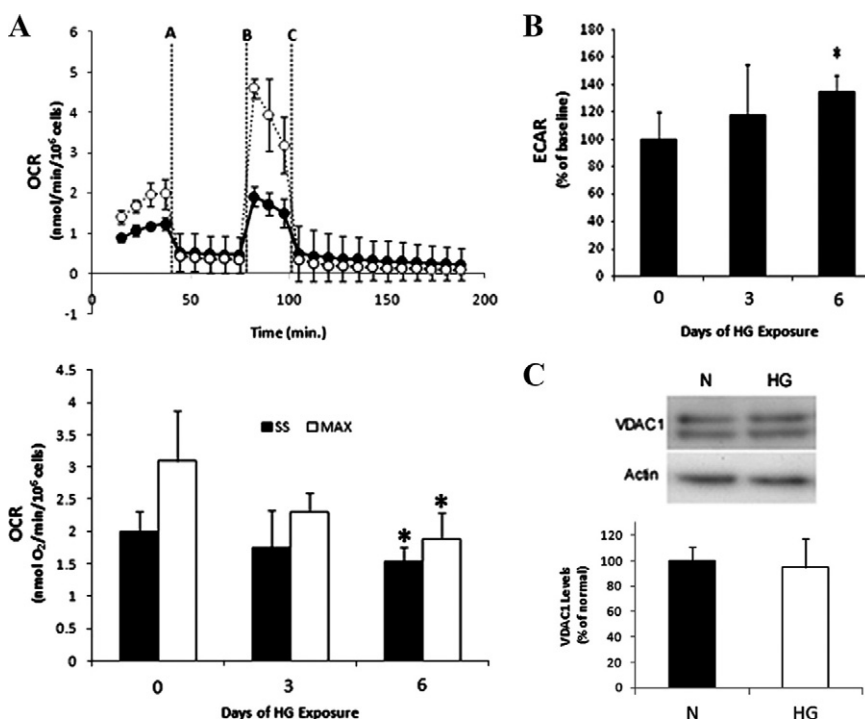 A
A B C
6
5
4
3
2
1
0
-1
OCR
(nmol/min/10⁶ cells)
0 50 100 150 200
Time (min.)
4.5
4
3.5
3
2.5
2
1.5
1
0.5
0
OCR
(nmol O₂/min/10⁶ cells)
SS MAX
* *
0 3 6
Days of HG Exposure
B
180
160
140
120
100
80
60
40
20
0
ECAR
(% of baseline)
*
0 3 6
Days of HG Exposure
C
N HG
VDAC1
Actin
120
100
80
60
40
20
0
VDAC1 Levels
(% of normal)
N HG